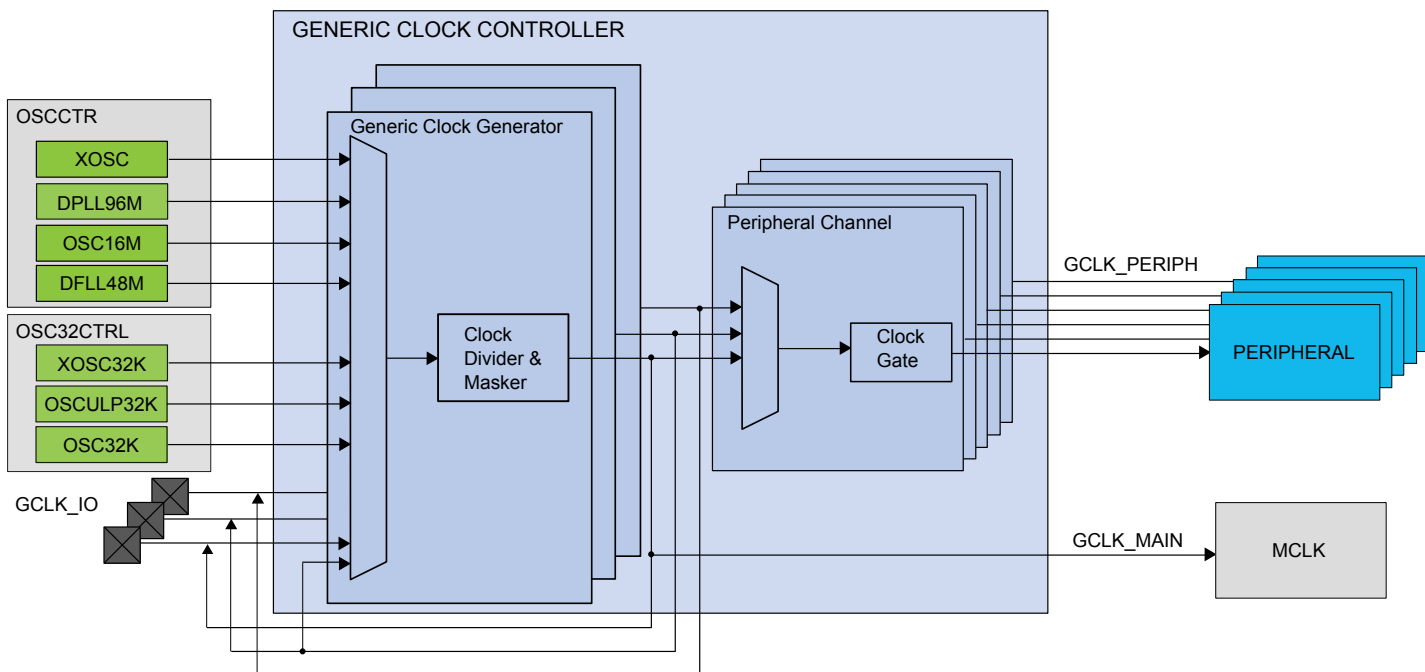 GENERIC CLOCK CONTROLLER
OSCCTR
XOSC
DPLL96M
OSC16M
DFLL48M
OSC32CTRL
XOSC32K
OSCULP32K
OSC32K
GCLK_IO
Generic Clock Generator
Clock
Divider &
Masker
Peripheral Channel
Clock
Gate
GCLK_PERIPH
PERIPHERAL
GCLK_MAIN
MCLK